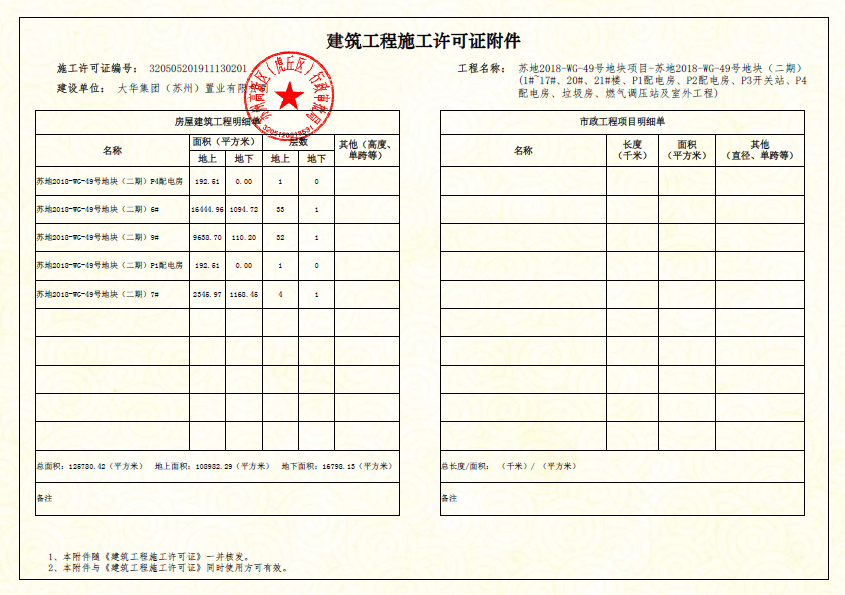 建筑工程施工许可证附件
施工许可证编号： 320505201911130201
建设单位： 大华集团（苏州）置业有限
工程名称： 苏地2018-WG-49号地块项目-苏地2018-WG-49号地块（二期）
(1#~17#、20#、21#楼、P1配电房、P2配电房、P3开关站、P4
配电房、垃圾房、燃气调压站及室外工程)
房屋建筑工程明细单
名称 面积（平方米） 层数 其他（高度、
单跨等）
地上 地下 地上 地下
苏地2018-WG-49号地块（二期）P4配电房 192.51 0.00 1 0
苏地2018-WG-49号地块（二期）6# 16444.96 1094.72 33 1
苏地2018-WG-49号地块（二期）9# 9638.70 110.20 32 1
苏地2018-WG-49号地块（二期）P1配电房 192.51 0.00 1 0
苏地2018-WG-49号地块（二期）7# 2345.97 1168.45 4 1
总面积：125780.42（平方米） 地上面积：108982.29（平方米） 地下面积：16798.13（平方米）
备注
市政工程项目明细单
名称 长度
（千米） 面积
（平方米） 其他
（直径、单跨等）
总长度/面积： （千米）/ （平方米）
备注
1、本附件随《建筑工程施工许可证》一并核发。
2、本附件与《建筑工程施工许可证》同时使用方可有效。